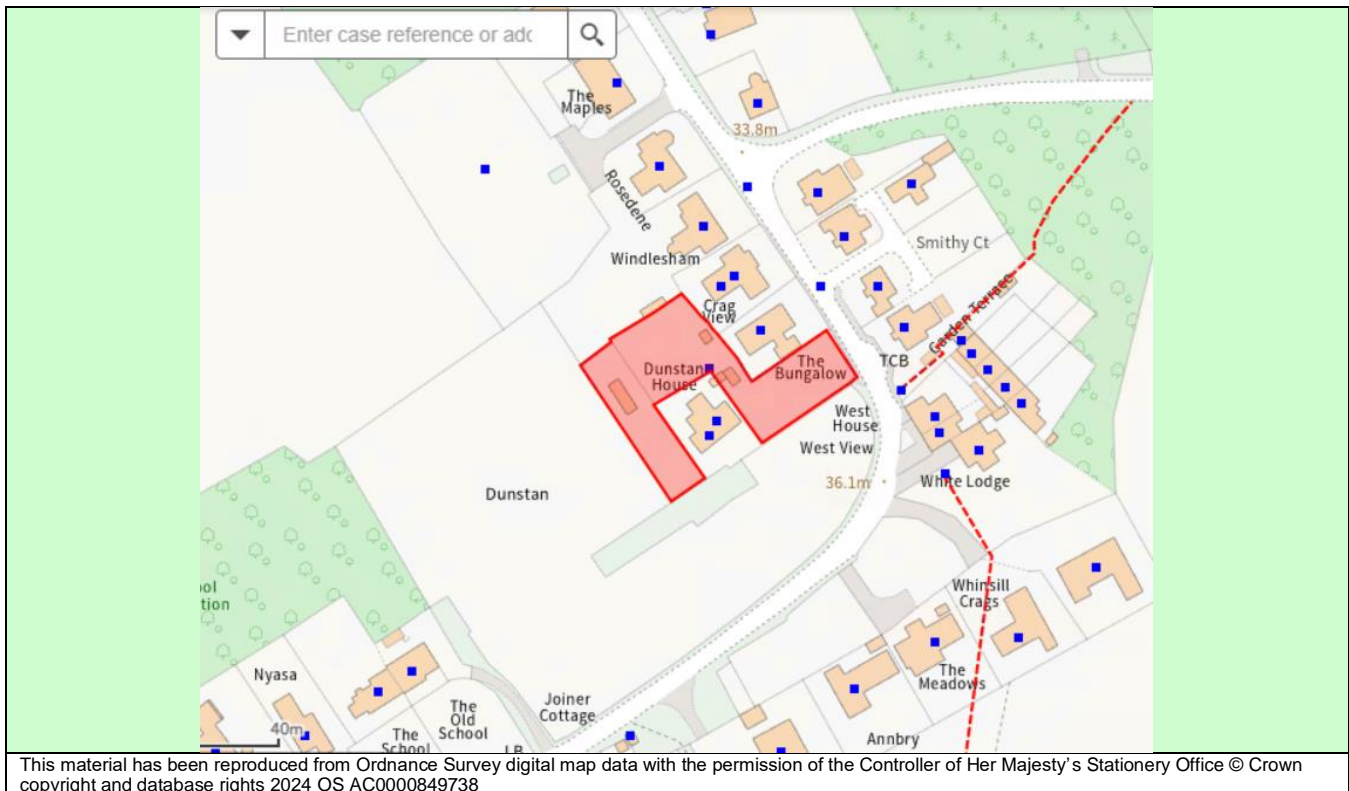 Enter case reference or adc
The
Maples
33.8m
Rosedene
Smithy Ct
Windlesham
Crag
View
Garden Terrace
Dunstan
House
The
Bungalow
TCB
West
House
West View
36.1m
White Lodge
Dunstan
ool
tion
Whinsill
Crags
Nyasa
The
Meadows
The
Old
School
Joiner
Cottage
40m
The
School
LB
Annbry
This material has been reproduced from Ordnance Survey digital map data with the permission of the Controller of Her Majesty's Stationery Office © Crown
copyright and database rights 2024 OS AC0000849738